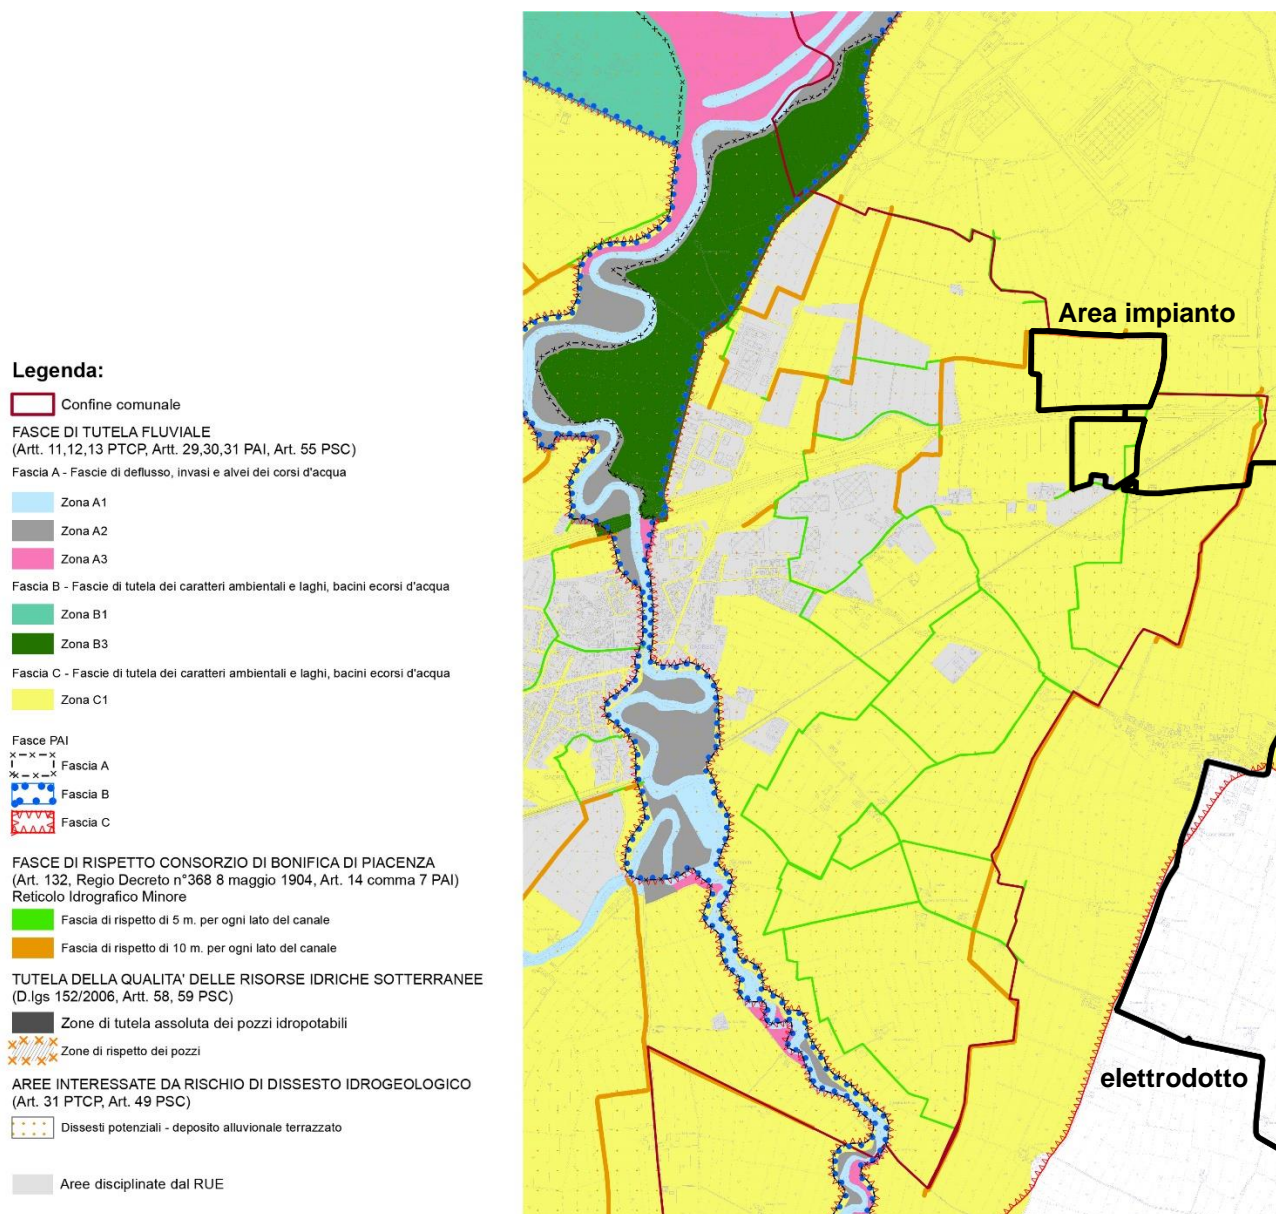 Legenda:
Confine comunale
FASCE DI TUTELA FLUVIALE
(Artt. 11,12,13 PTCP, Artt. 29,30,31 PAI, Art. 55 PSC)
Fascia A - Fascie di deflusso, invasi e alvei dei corsi d'acqua
Zona A1
Zona A2
Zona A3
Fascia B - Fascie di tutela dei caratteri ambientali e laghi, bacini ecorsi d'acqua
Zona B1
Zona B3
Fascia C - Fascie di tutela dei caratteri ambientali e laghi, bacini ecorsi d'acqua
Zona C1
Fasce PAI
Fascia A
Fascia B
Fascia C
FASCE DI RISPETTO CONSORZIO DI BONIFICA DI PIACENZA
(Art. 132, Regio Decreto n°368 8 maggio 1904, Art. 14 comma 7 PAI)
Reticolo Idrografico Minore
Fascia di rispetto di 5 m. per ogni lato del canale
Fascia di rispetto di 10 m. per ogni lato del canale
TUTELA DELLA QUALITA' DELLE RISORSE IDRICHE SOTTERRANEE
(D.lgs 152/2006, Artt. 58, 59 PSC)
Zone di tutela assoluta dei pozzi idropotabili
Zone di rispetto dei pozzi
AREE INTERESSATE DA RISCHIO DI DISSESTO IDROGEOLOGICO
(Art. 31 PTCP, Art. 49 PSC)
Dissesti potenziali - deposito alluvionale terrazzato
Aree disciplinate dal RUE
Area impianto
elettrodotto